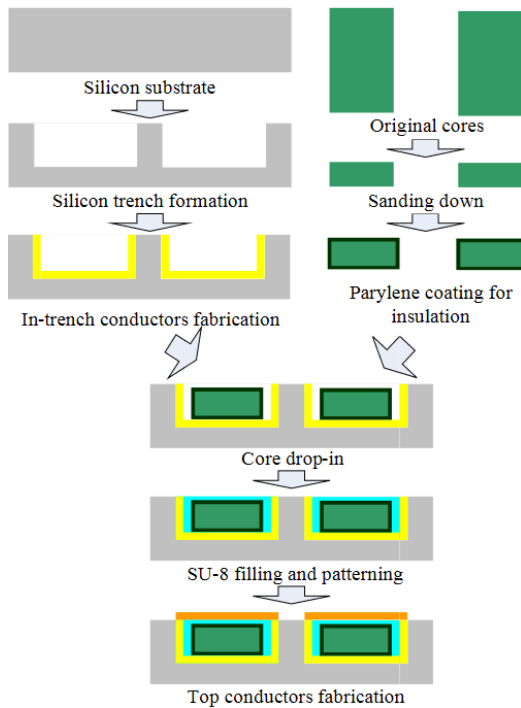 Silicon substrate
Original cores
Silicon trench formation
Sanding down
In-trench conductors fabrication
Parylene coating for
insulation
Core drop-in
SU-8 filling and patterning
Top conductors fabrication